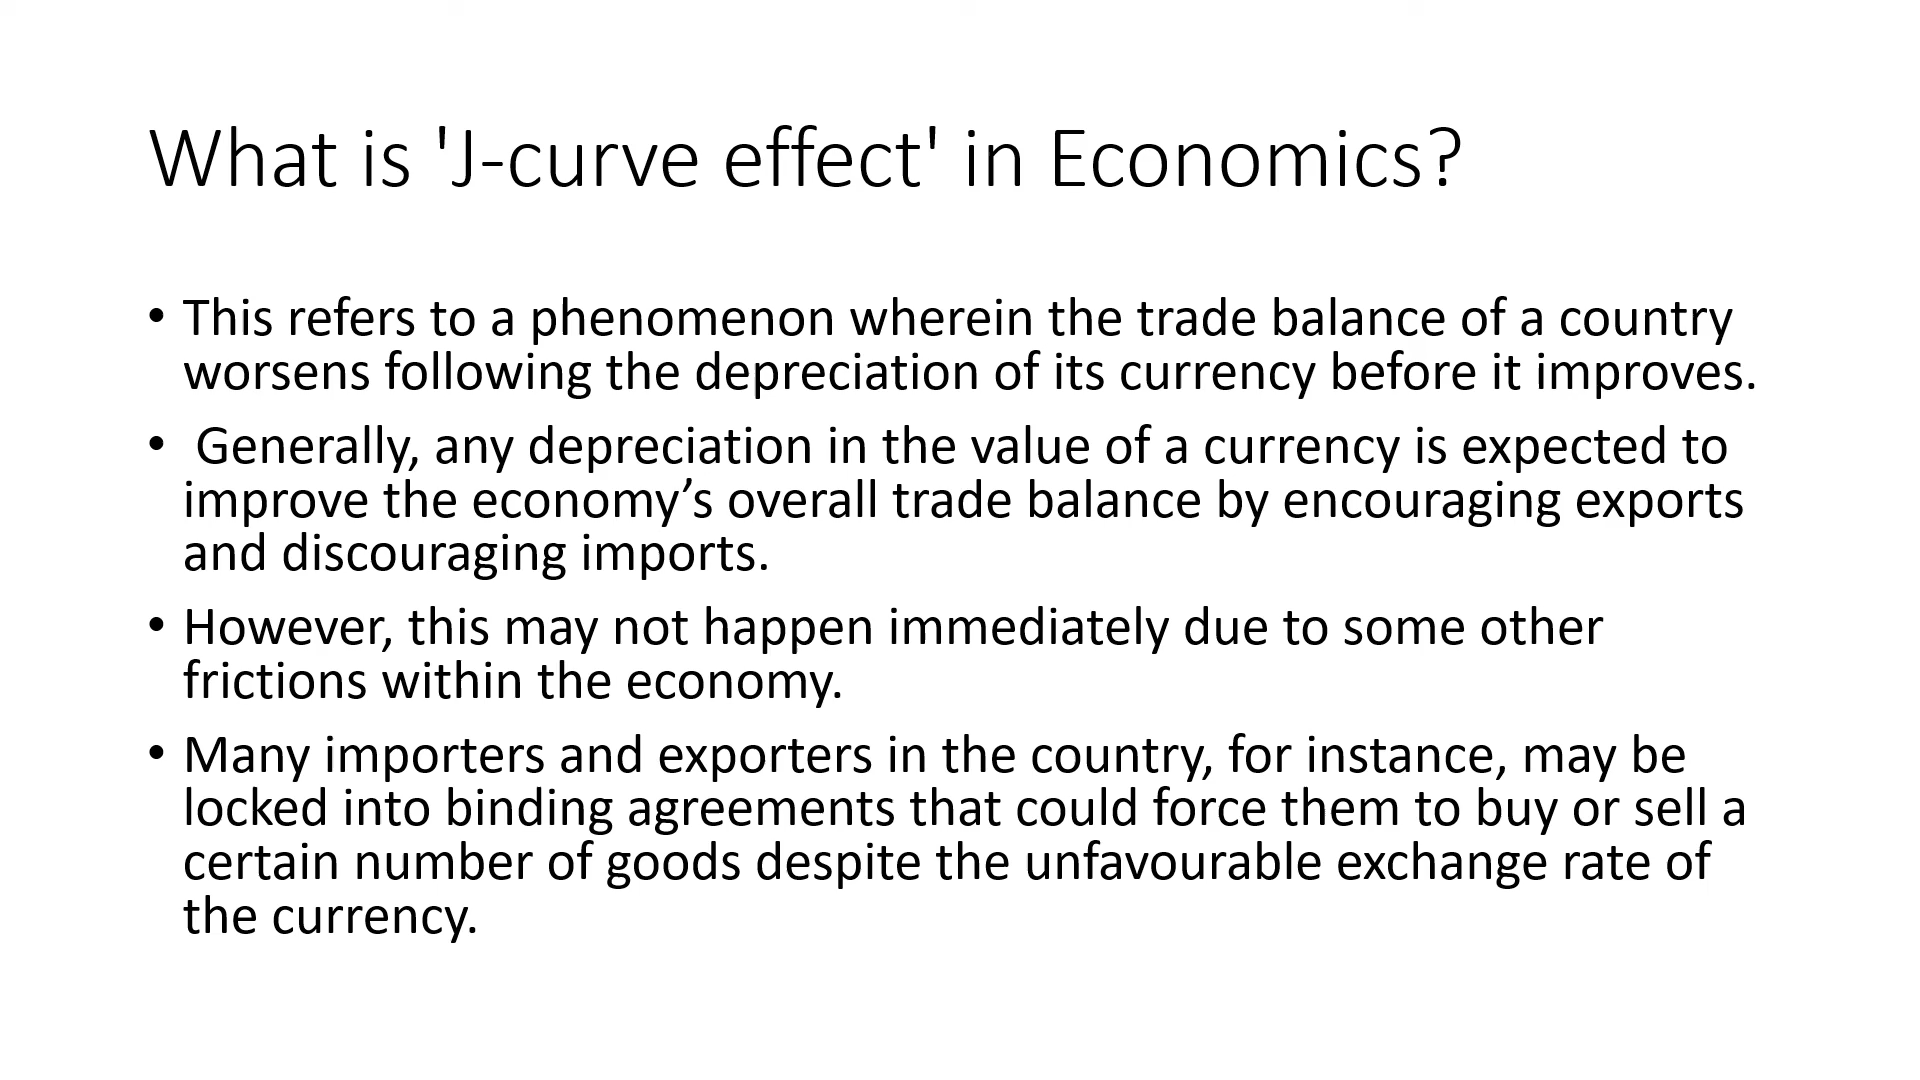 What is 'J-curve effect' in Economics?
• This refers to a phenomenon wherein the trade balance of a country
worsens following the depreciation of its currency before it improves.
• Generally, any depreciation in the value of a currency is expected to
improve the economy’s overall trade balance by encouraging exports
and discouraging imports.
• However, this may not happen immediately due to some other
frictions within the economy.
• Many importers and exporters in the country, for instance, may be
locked into binding agreements that could force them to buy or sell a
certain number of goods despite the unfavourable exchange rate of
the currency.